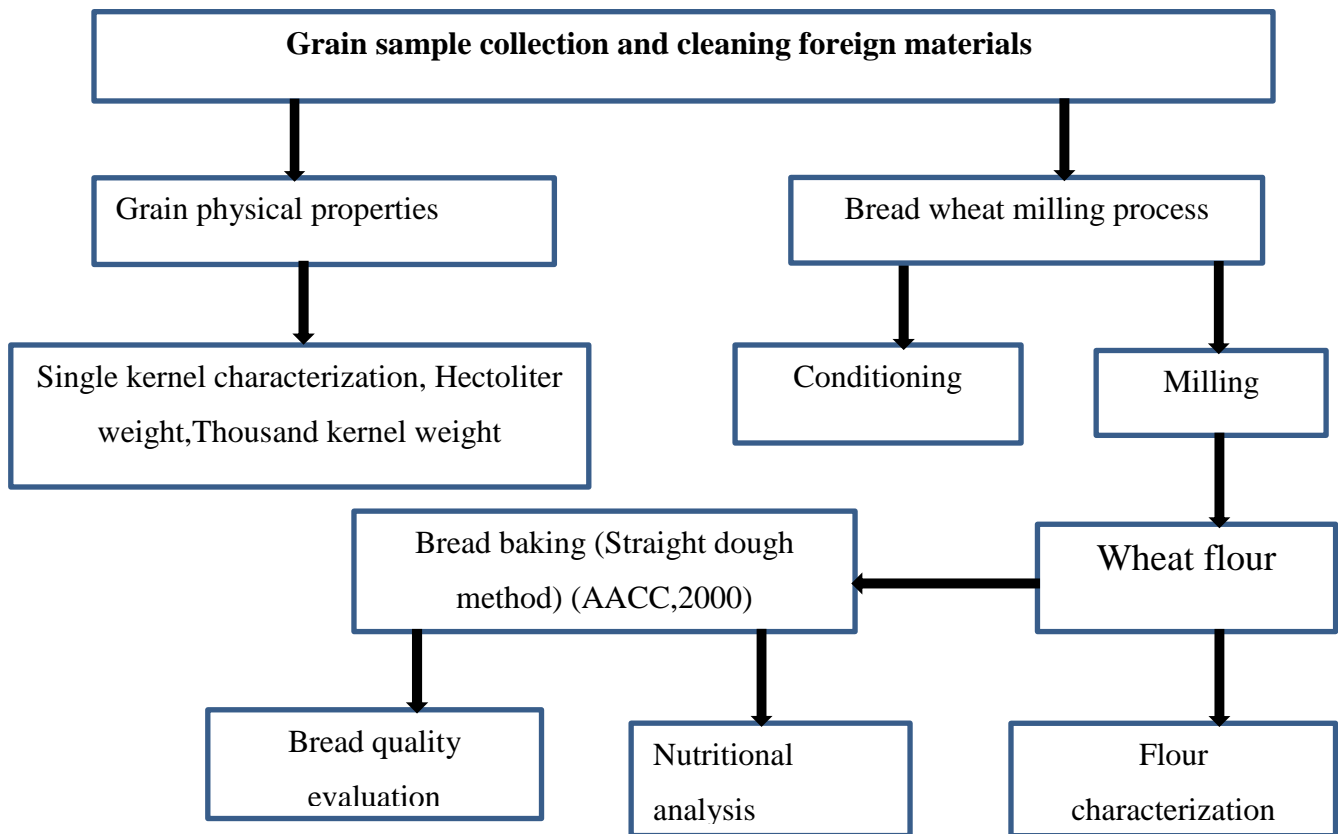 Grain sample collection and cleaning foreign materials
Grain physical properties
Bread wheat milling process
Single kernel characterization, Hectoliter
weight,Thousand kernel weight
Conditioning
Milling
Bread baking (Straight dough
method) (AACC,2000)
Wheat flour
Bread quality
evaluation
Nutritional
analysis
Flour
characterization